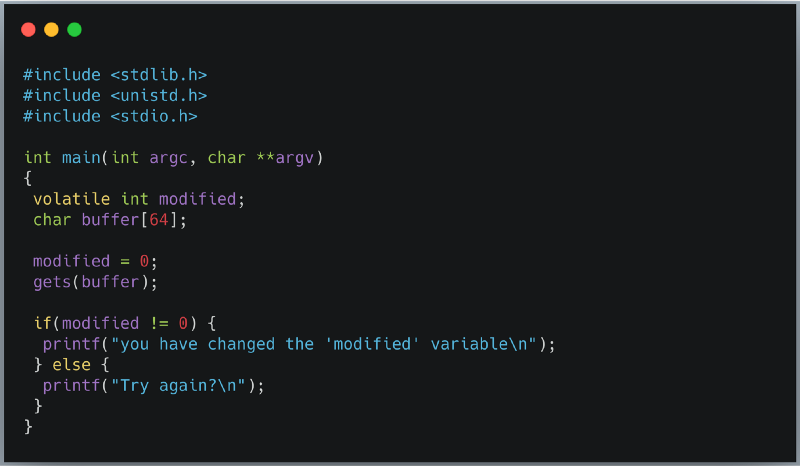 #include <stdlib.h>
#include <unistd.h>
#include <stdio.h>
int main(int argc, char **argv)
{
volatile int modified;
char buffer[64];
modified = 0;
gets(buffer);
if(modified != 0) {
printf("you have changed the 'modified' variable\n");
} else {
printf("Try again?\n");
}
}